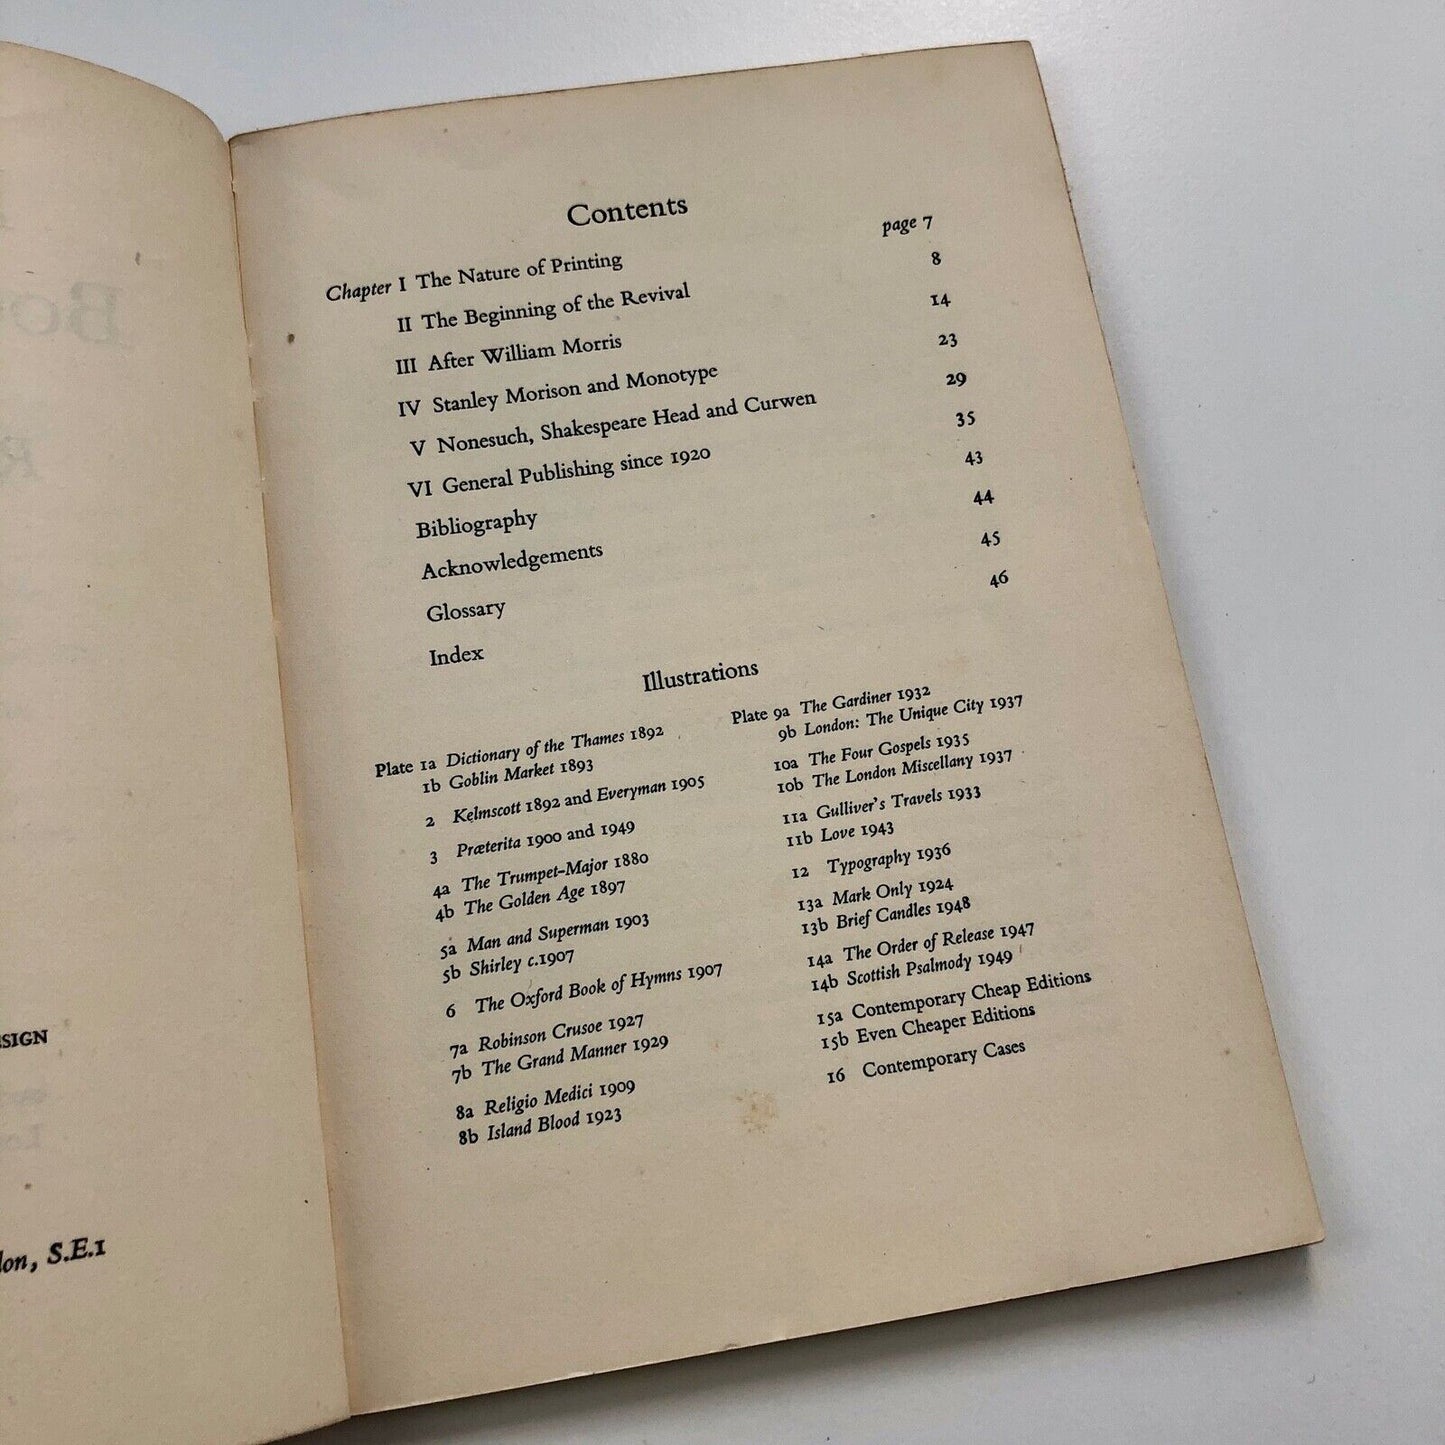 Contents
Chapter I The Nature of Printing page 7
II The Beginning of the Revival 8
III After William Morris 14
IV Stanley Morison and Monotype 23
V Nonesuch, Shakespeare Head and Curwen 29
VI General Publishing since 1920 35
Bibliography 43
Acknowledgements 44
Glossary 45
Index 46
Illustrations
Plate 1a Dictionary of the Thames 1892
1b Goblin Market 1893
2 Kelmscott 1892 and Everyman 1905
3 Præterita 1900 and 1949
4a The Trumpet-Major 1880
4b The Golden Age 1897
5a Man and Superman 1903
5b Shirley c.1907
6 The Oxford Book of Hymns 1907
7a Robinson Crusoe 1927
7b The Grand Manner 1929
8a Religio Medici 1909
8b Island Blood 1923
Plate 9a The Gardiner 1932
9b London: The Unique City 1937
10a The Four Gospels 1935
10b The London Miscellany 1937
11a Gulliver's Travels 1933
11b Love 1943
12 Typography 1936
13a Mark Only 1924
13b Brief Candles 1948
14a The Order of Release 1947
14b Scottish Psalmody 1949
15a Contemporary Cheap Editions
15b Even Cheaper Editions
16 Contemporary Cases
S.E.1